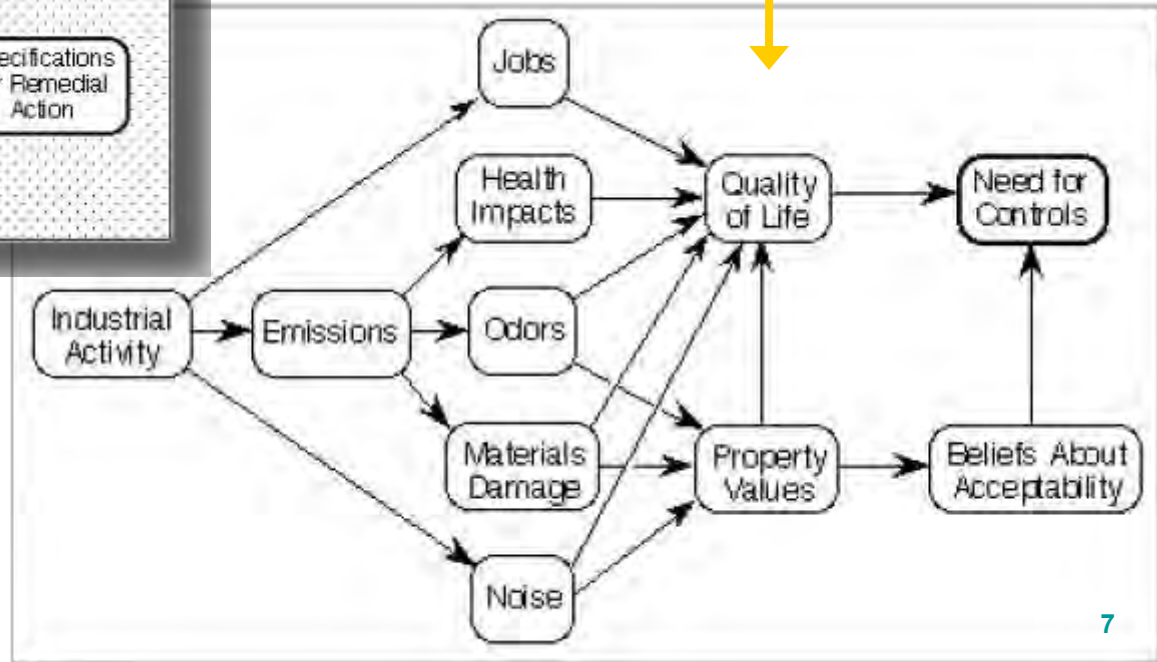 Remedial
Action
Jobs
Health
Impacts
Quality
of Life
Need for
Controls
Industrial
Activity
Emissions
Odors
Materials
Damage
Property
Values
Beliefs About
Acceptability
Noise
7